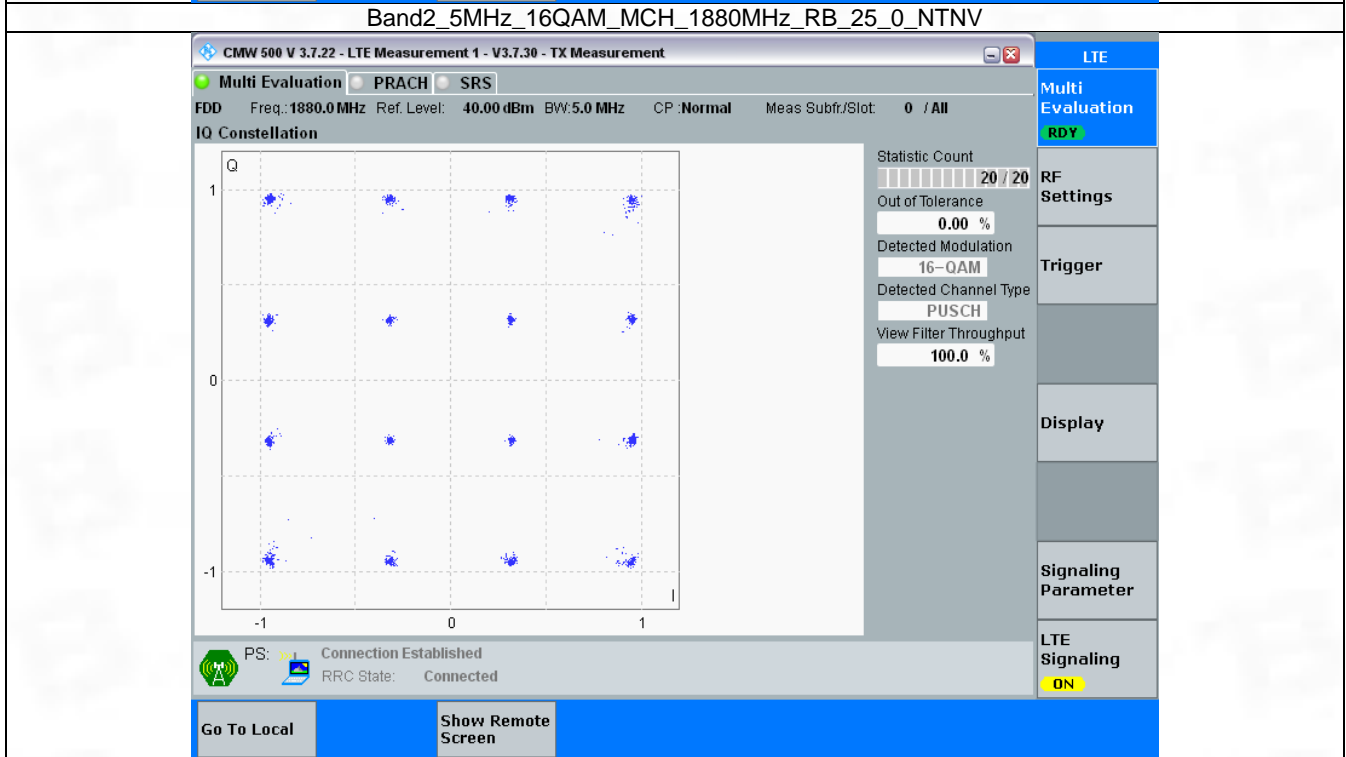 Band2_5MHz_16QAM_MCH_1880MHz_RB_25_0_NTNV
CMW 500 V 3.7.22 - LTE Measurement 1 - V3.7.30 - TX Measurement
LTE
Multi Evaluation PRACH SRS
FDD Freq.: 1880.0 MHz Ref. Level: 40.00 dBm BW: 5.0 MHz CP : Normal Meas Subfr./Slot: 0 / All
IQ Constellation
Q
1
0
-1
-1 0 1
I
Statistic Count
20 / 20
Out of Tolerance
0.00 %
Detected Modulation
16-QAM
Detected Channel Type
PUSCH
View Filter Throughput
100.0 %
Multi
Evaluation
RDY
RF
Settings
Trigger
Display
Signaling
Parameter
LTE
Signaling
ON
PS: Connection Established
RRC State: Connected
Go To Local
Show Remote
Screen